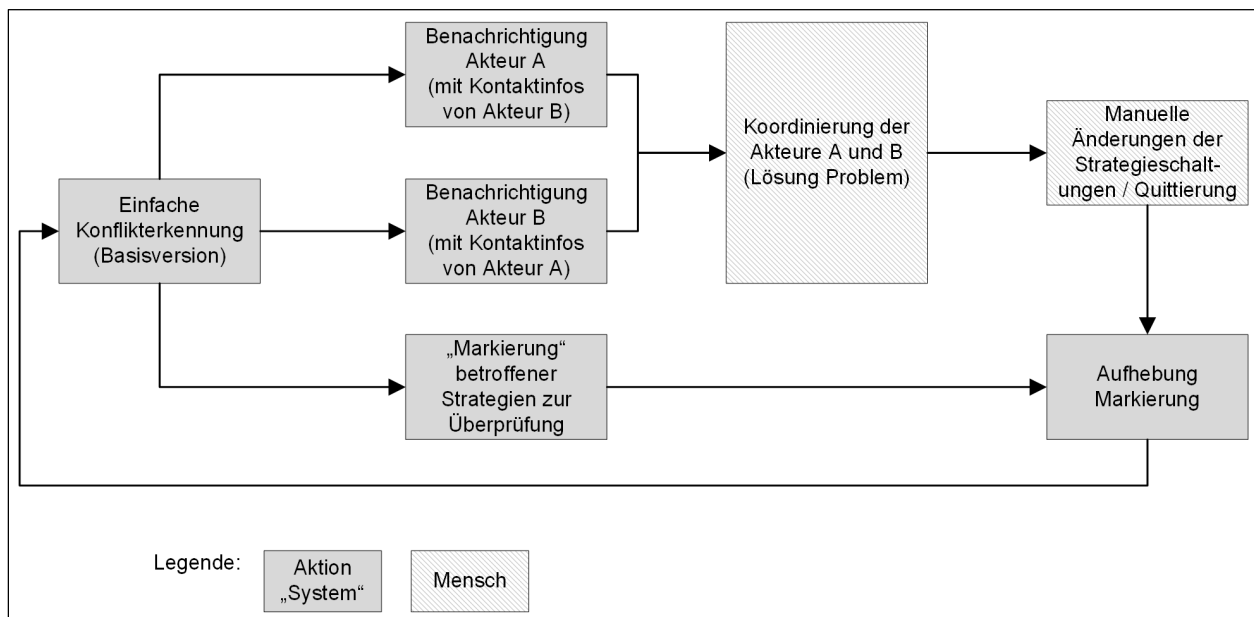 Einfache
Konflikterkennung
(Basisversion)
Benachrichtigung
Akteur A
(mit Kontaktinfos
von Akteur B)
Benachrichtigung
Akteur B
(mit Kontaktinfos
von Akteur A)
„Markierung“
betroffener
Strategien zur
Überprüfung
Koordinierung der
Akteure A und B
(Lösung Problem)
Manuelle
Änderungen der
Strategieschalt-
ungen / Quittierung
Aufhebung
Markierung
Legende:
Aktion
„System“
Mensch